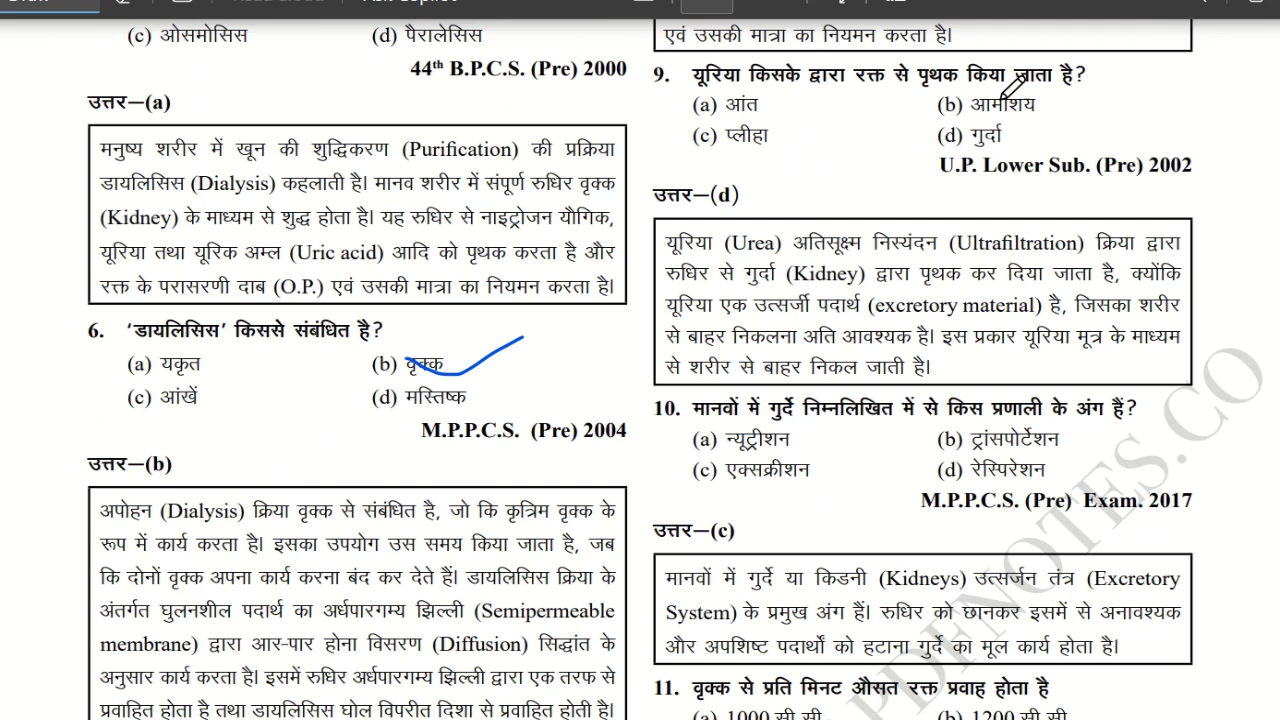 (c) ओसमोसिस (d) पैरालेसिस
44th B.P.C.S. (Pre) 2000
उत्तर–(a)
मनुष्य शरीर में खून की शुद्धिकरण (Purification) की प्रक्रिया
डायलिसिस (Dialysis) कहलाती है। मानव शरीर में संपूर्ण रुधिर वृक्क
(Kidney) के माध्यम से शुद्ध होता है। यह रुधिर से नाइट्रोजन यौगिक,
यूरिया तथा यूरिक अम्ल (Uric acid) आदि को पृथक करता है और
रक्त के परासरणी दाब (O.P.) एवं उसकी मात्रा का नियमन करता है।
6. ‘डायलिसिस’ किससे संबंधित है?
(a) यकृत (b) वृक्क
(c) आंखें (d) मस्तिष्क
M.P.P.C.S. (Pre) 2004
उत्तर–(b)
अपोहन (Dialysis) क्रिया वृक्क से संबंधित है, जो कि कृत्रिम वृक्क के
रूप में कार्य करता है। इसका उपयोग उस समय किया जाता है, जब
कि दोनों वृक्क अपना कार्य करना बंद कर देते हैं। डायलिसिस क्रिया के
अंतर्गत घुलनशील पदार्थ का अर्धपारगम्य झिल्ली (Semipermeable
membrane) द्वारा आर-पार होना विसरण (Diffusion) सिद्धांत के
अनुसार कार्य करता है। इसमें रुधिर अर्धपारगम्य झिल्ली द्वारा एक तरफ से
प्रवाहित होता है तथा डायलिसिस घोल विपरीत दिशा से प्रवाहित होती है।
एवं उसकी मात्रा का नियमन करता है।
9. यूरिया किसके द्वारा रक्त से पृथक किया जाता है?
(a) आंत (b) आमाशय
(c) प्लीहा (d) गुर्दा
U.P. Lower Sub. (Pre) 2002
उत्तर–(d)
यूरिया (Urea) अतिसूक्ष्म निस्यंदन (Ultrafiltration) क्रिया द्वारा
रुधिर से गुर्दा (Kidney) द्वारा पृथक कर दिया जाता है, क्योंकि
यूरिया एक उत्सर्जी पदार्थ (excretory material) है, जिसका शरीर
से बाहर निकलना अति आवश्यक है। इस प्रकार यूरिया मूत्र के माध्यम
से शरीर से बाहर निकल जाती है।
10. मानवों में गुर्दे निम्नलिखित में से किस प्रणाली के अंग हैं?
(a) न्यूट्रीशन (b) ट्रांसपोर्टेशन
(c) एक्सक्रीशन (d) रेस्पिरेशन
M.P.P.C.S. (Pre) Exam. 2017
उत्तर–(c)
मानवों में गुर्दे या किडनी (Kidneys) उत्सर्जन तंत्र (Excretory
System) के प्रमुख अंग हैं। रुधिर को छानकर इसमें से अनावश्यक
और अपशिष्ट पदार्थों को हटाना गुर्दे का मूल कार्य होता है।
11. वृक्क से प्रति मिनट औसत रक्त प्रवाह होता है
(a) 1000 सी.सी. (b) 1200 सी.सी.
PDFNOTES.CO